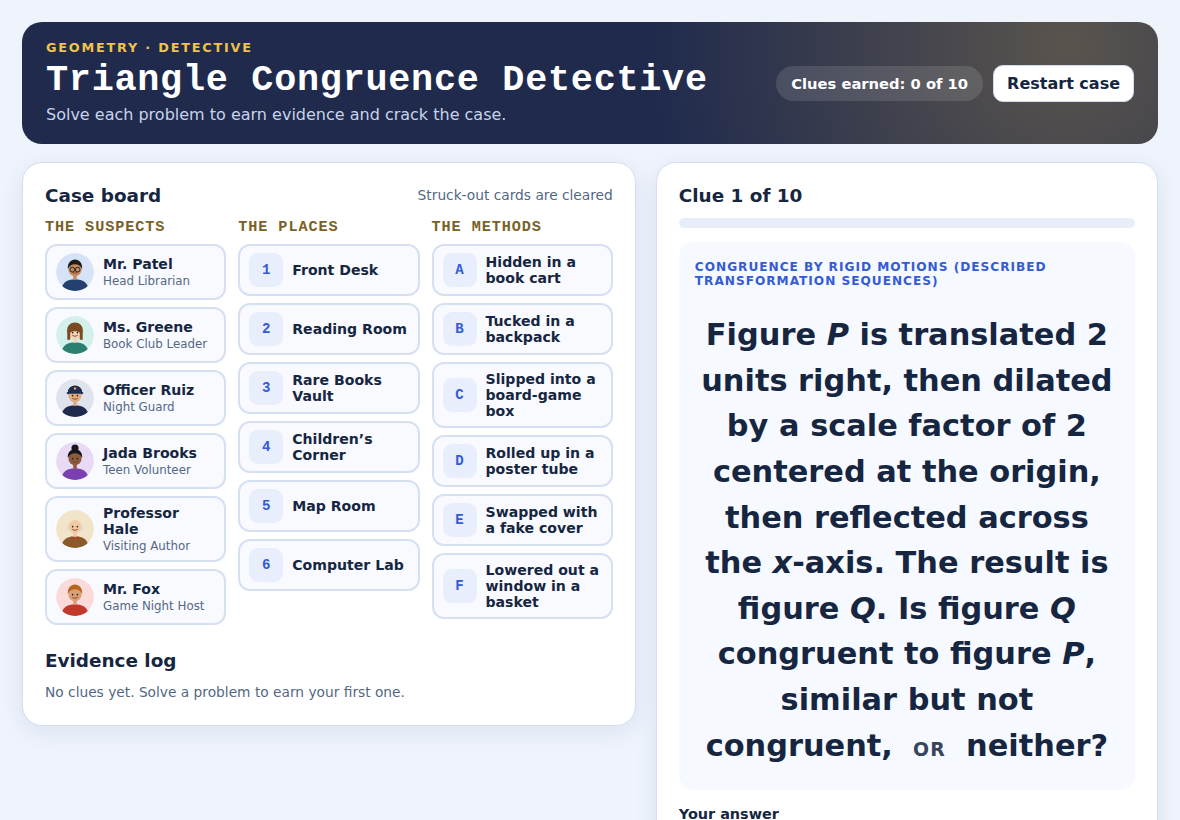 GEOMETRY · DETECTIVE
Triangle Congruence Detective
Solve each problem to earn evidence and crack the case.
Clues earned: 0 of 10
Restart case
Case board
Struck-out cards are cleared
THE SUSPECTS
Mr. Patel
Head Librarian
Ms. Greene
Book Club Leader
Officer Ruiz
Night Guard
Jada Brooks
Teen Volunteer
Professor
Hale
Visiting Author
Mr. Fox
Game Night Host
THE PLACES
1 Front Desk
2 Reading Room
3 Rare Books
Vault
4 Children’s
Corner
5 Map Room
6 Computer Lab
THE METHODS
A Hidden in a
book cart
B Tucked in a
backpack
C Slipped into a
board-game
box
D Rolled up in a
poster tube
E Swapped with
a fake cover
F Lowered out a
window in a
basket
Evidence log
No clues yet. Solve a problem to earn your first one.
Clue 1 of 10
CONGRUENCE BY RIGID MOTIONS (DESCRIBED
TRANSFORMATION SEQUENCES)
Figure P is translated 2
units right, then dilated
by a scale factor of 2
centered at the origin,
then reflected across
the x-axis. The result is
figure Q. Is figure Q
congruent to figure P,
similar but not
congruent, OR neither?
Your answer